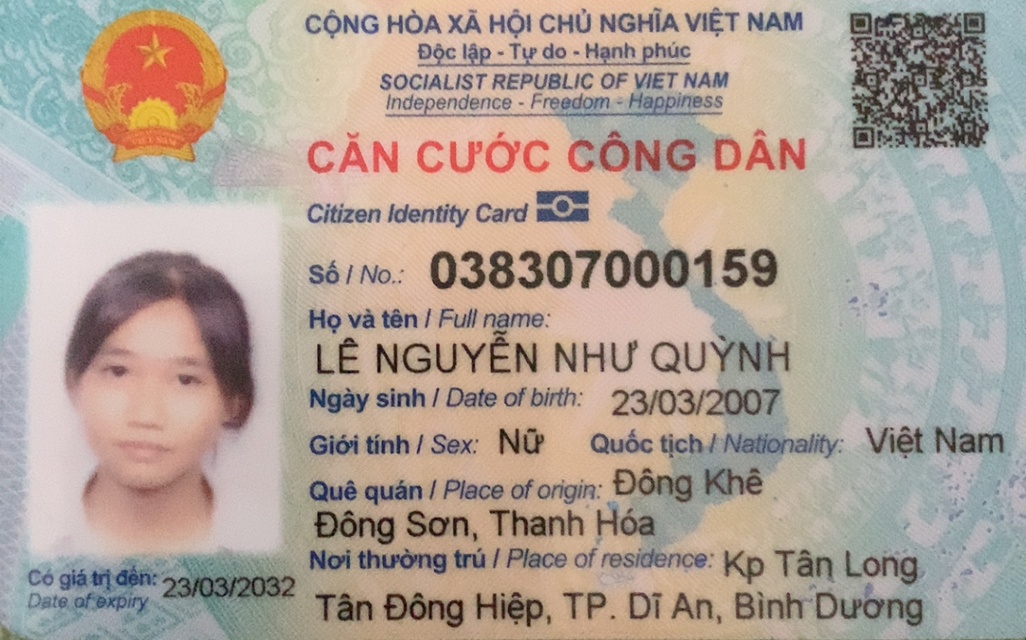 CỘNG HÒA XÃ HỘI CHỦ NGHĨA VIỆT NAM
Độc lập - Tự do - Hạnh phúc
SOCIALIST REPUBLIC OF VIET NAM
Independence - Freedom - Happiness
CĂN CƯỚC CÔNG DÂN
Citizen Identity Card
Số / No.: 038307000159
Họ và tên / Full name:
LÊ NGUYỄN NHƯ QUỲNH
Ngày sinh / Date of birth: 23/03/2007
Giới tính / Sex: Nữ Quốc tịch / Nationality: Việt Nam
Quê quán / Place of origin: Đông Khê
Đông Sơn, Thanh Hóa
Nơi thường trú / Place of residence: Kp Tân Long
Tân Đông Hiệp, TP. Dĩ An, Bình Dương
Có giá trị đến: 23/03/2032
Date of expiry